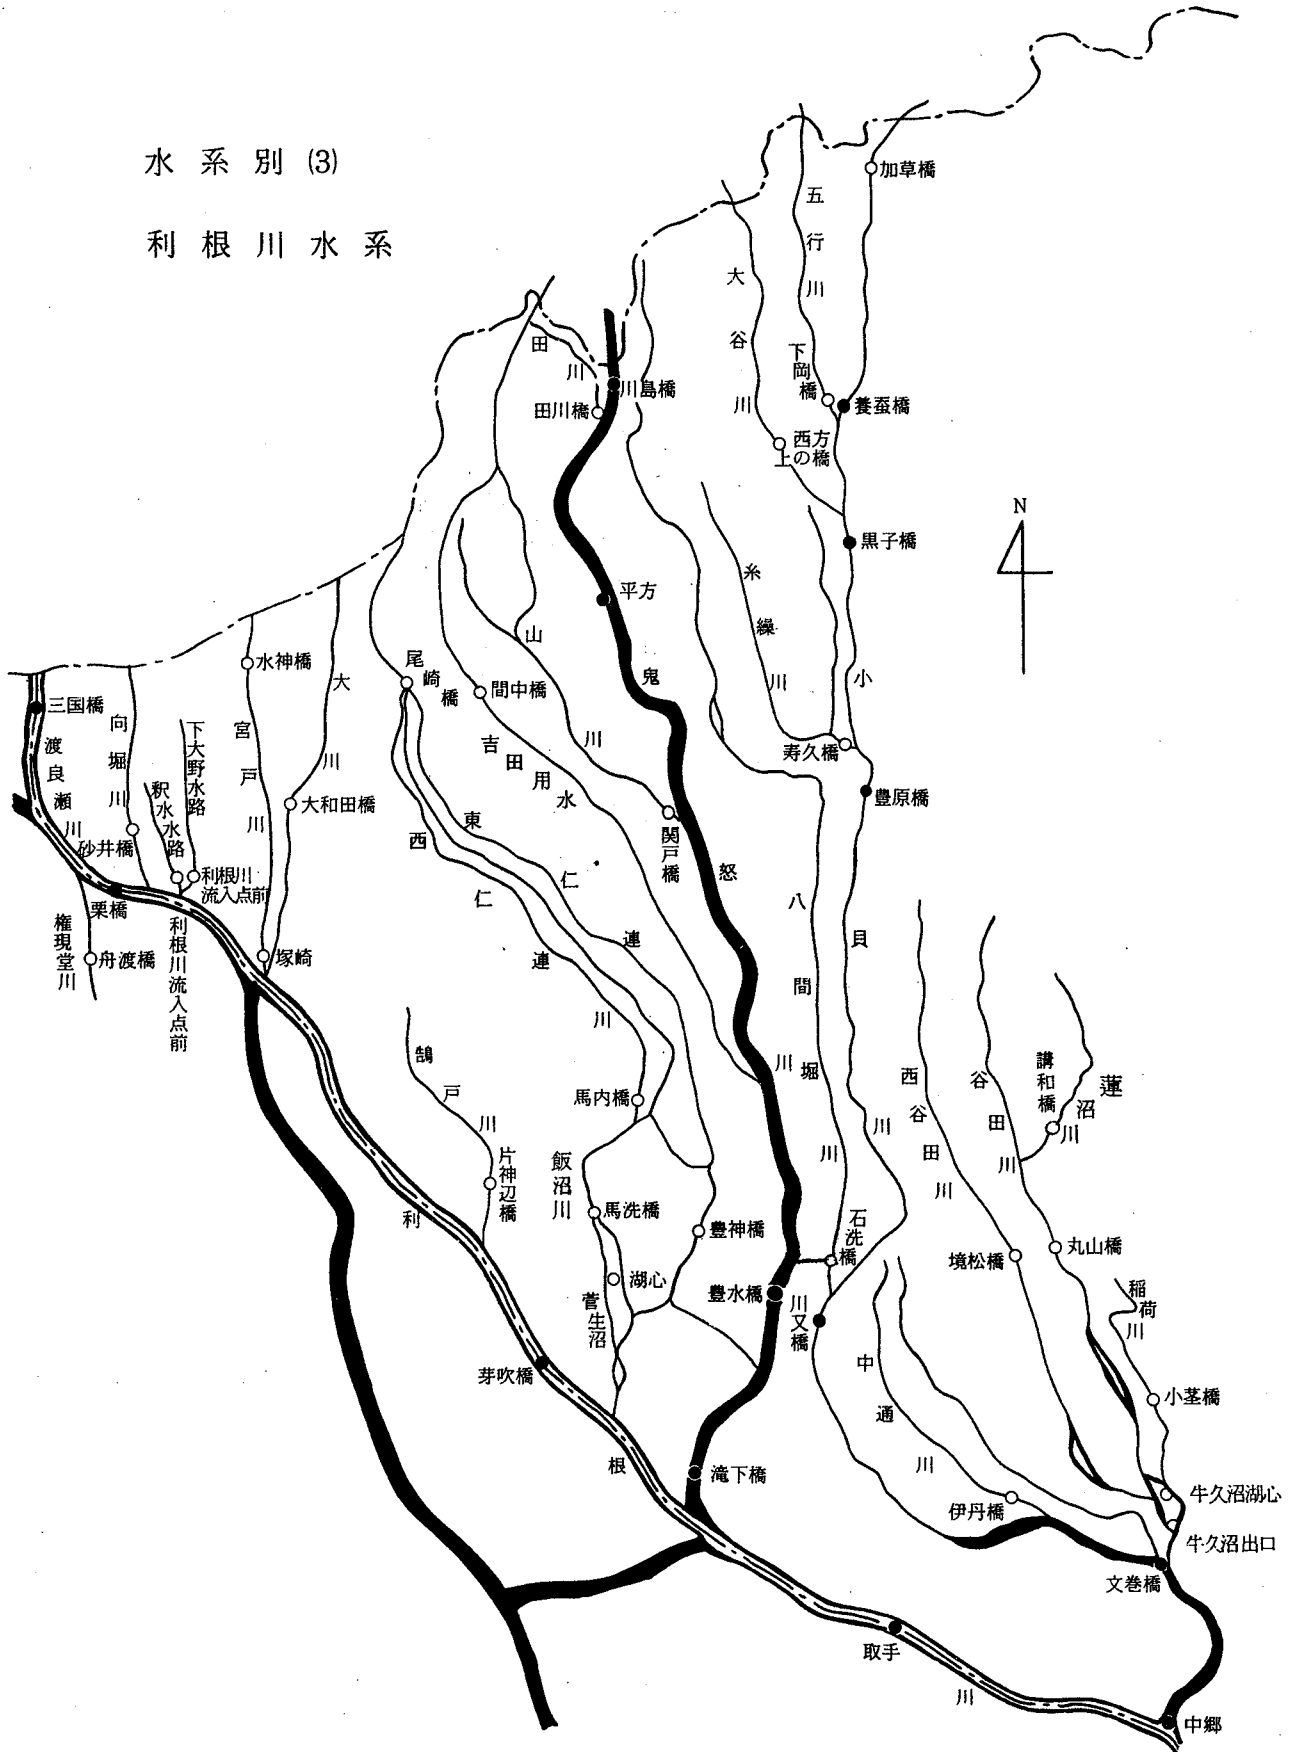 水系別(3)
利根川水系
N
加草橋
五行川
大谷川
下岡橋
養蚕橋
西方
上の橋
田川
川島橋
田川橋
黒子橋
糸繰川
平方
山川
鬼怒川
小貝川
尾崎橋
間中橋
吉田用水
水神橋
大川
宮戸川
三国橋
渡良瀬川
向堀川
下大野水路
釈水水路
砂井橋
大和田橋
寿久橋
豊原橋
関戸橋
東仁連川
西仁連川
利根川
流入点前
栗橋
権現堂川
舟渡橋
利根川流入点前
塚崎
八間堀川
西谷田川
谷田川
講和橋
蓮沼川
鵠戸川
片神辺橋
馬内橋
飯沼川
馬洗橋
豊神橋
湖心
菅生沼
豊水橋
石洗橋
川又橋
境松橋
丸山橋
稲荷川
小茎橋
中通川
伊丹橋
牛久沼湖心
牛久沼出口
文巻橋
芽吹橋
滝下橋
利根川
取手
中郷